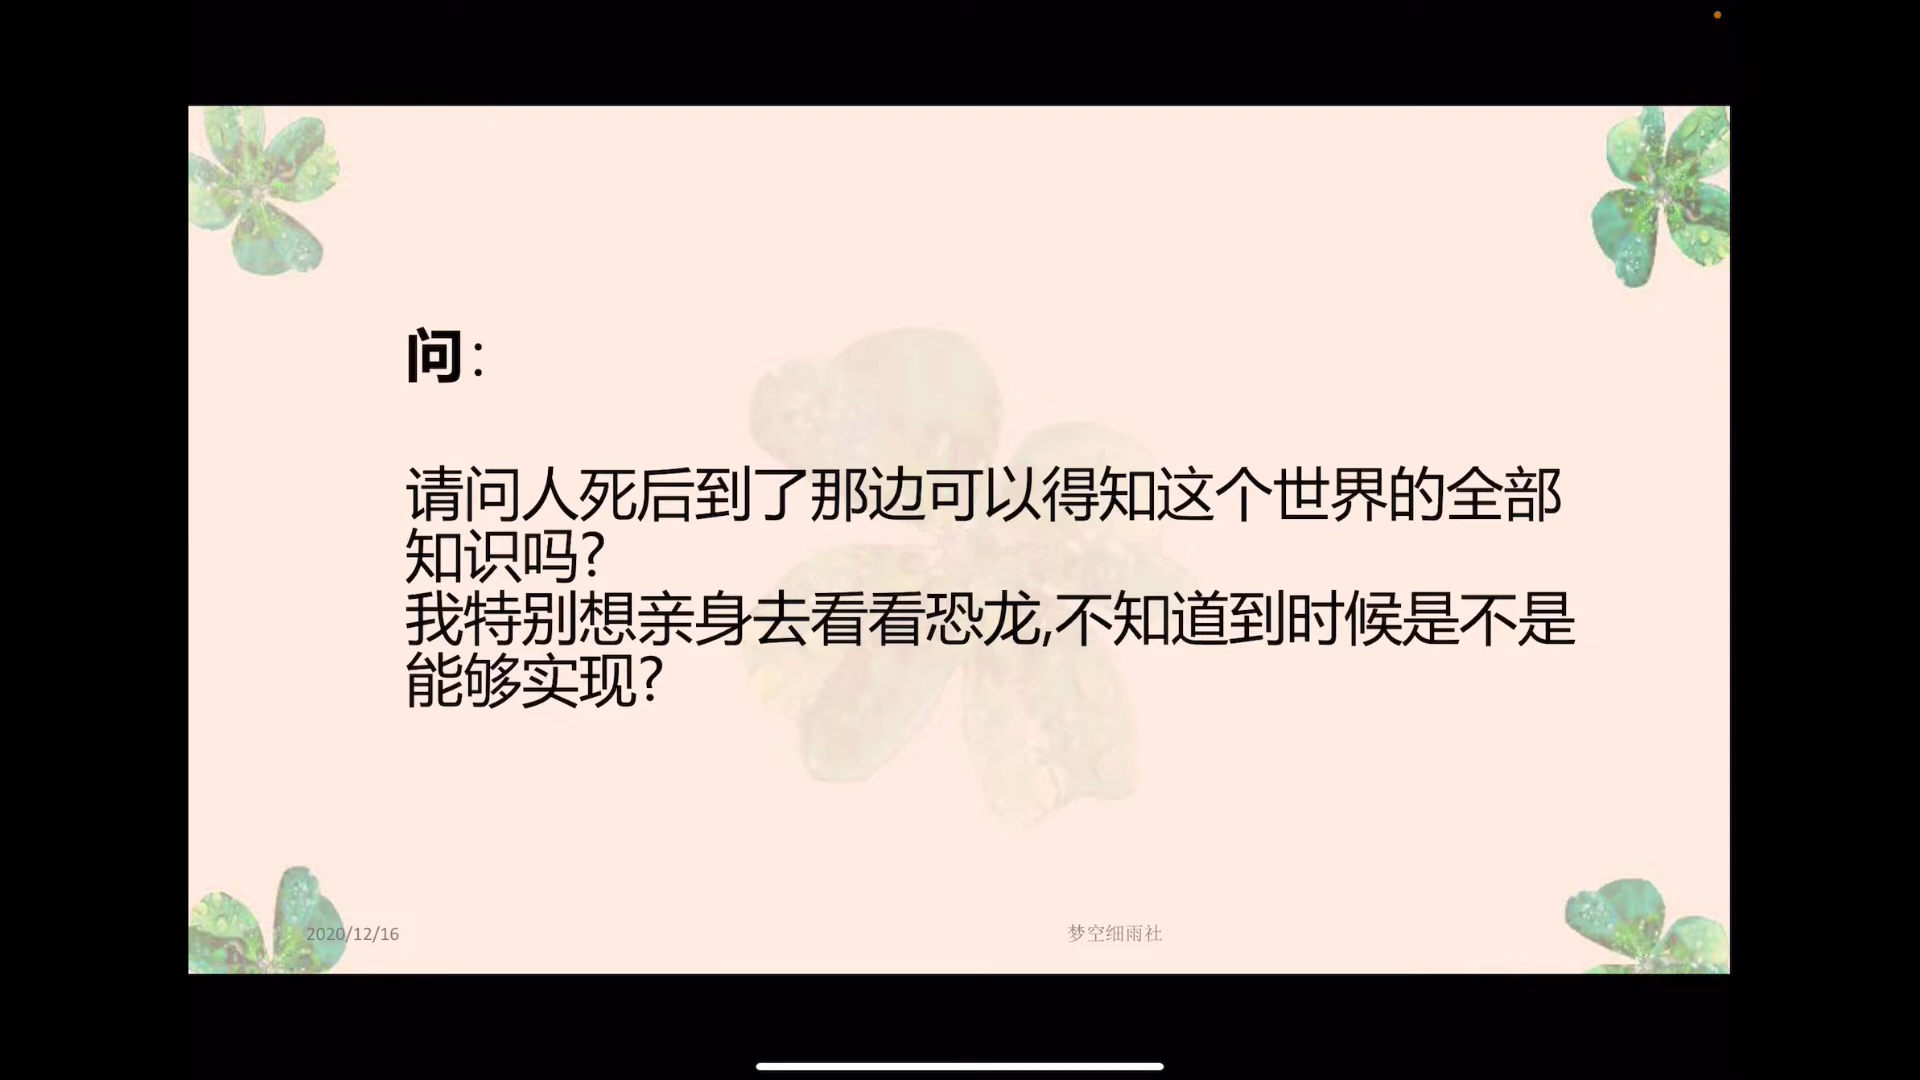 问：
请问人死后到了那边可以得知这个世界的全部
知识吗?
我特别想亲身去看看恐龙,不知道到时候是不是
能够实现?
2020/12/16
梦空细雨社